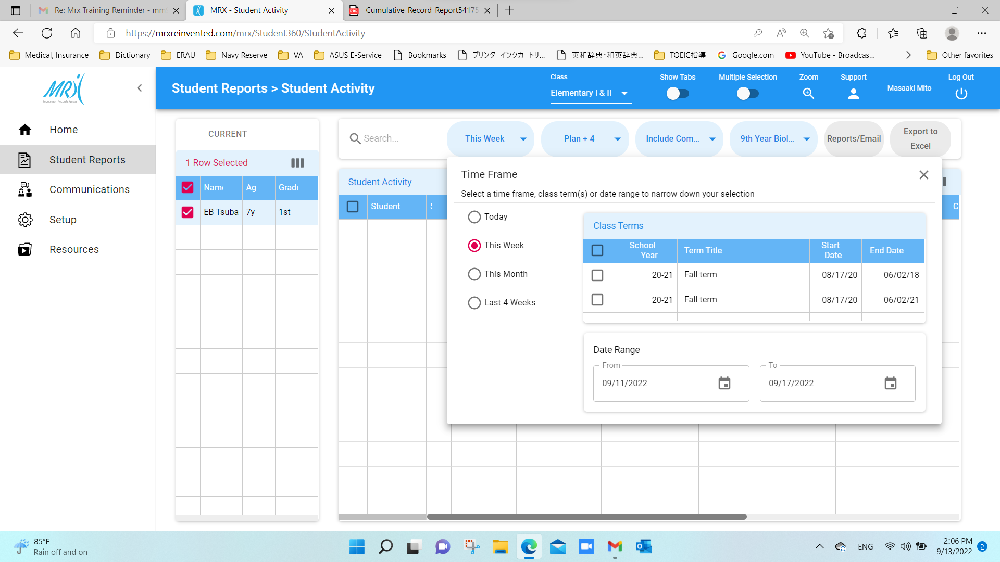 Re: Mrx Training Reminder - mm
MRX - Student Activity
Cumulative_Record_Report54175
https://mrxreinvented.com/mrx/Student360/StudentActivity
Medical, Insurance
Dictionary
ERAU
Navy Reserve
VA
ASUS E-Service
Bookmarks
プリンターインクカートリ...
英和辞典･和英辞典...
TOEIC指導
Google.com
YouTube - Broadcas...
Other favorites
MRX
Montessori Records Xpress
Student Reports > Student Activity
Class
Elementary I & II
Show Tabs
Multiple Selection
Zoom
Support
Masaaki Mito
Log Out
Home
Student Reports
Communications
Setup
Resources
CURRENT
1 Row Selected
Name
Ag
Grade
EB Tsuba
7y
1st
Search...
This Week
Plan + 4
Include Com...
9th Year Biol...
Reports/Email
Export to
Excel
Student Activity
Student
Time Frame
Select a time frame, class term(s) or date range to narrow down your selection
Today
This Week
This Month
Last 4 Weeks
Class Terms
School
Year
Term Title
Start
Date
End Date
20-21
Fall term
08/17/20
06/02/18
20-21
Fall term
08/17/20
06/02/21
Date Range
From
09/11/2022
To
09/17/2022
85°F
Rain off and on
ENG
2:06 PM
9/13/2022
2